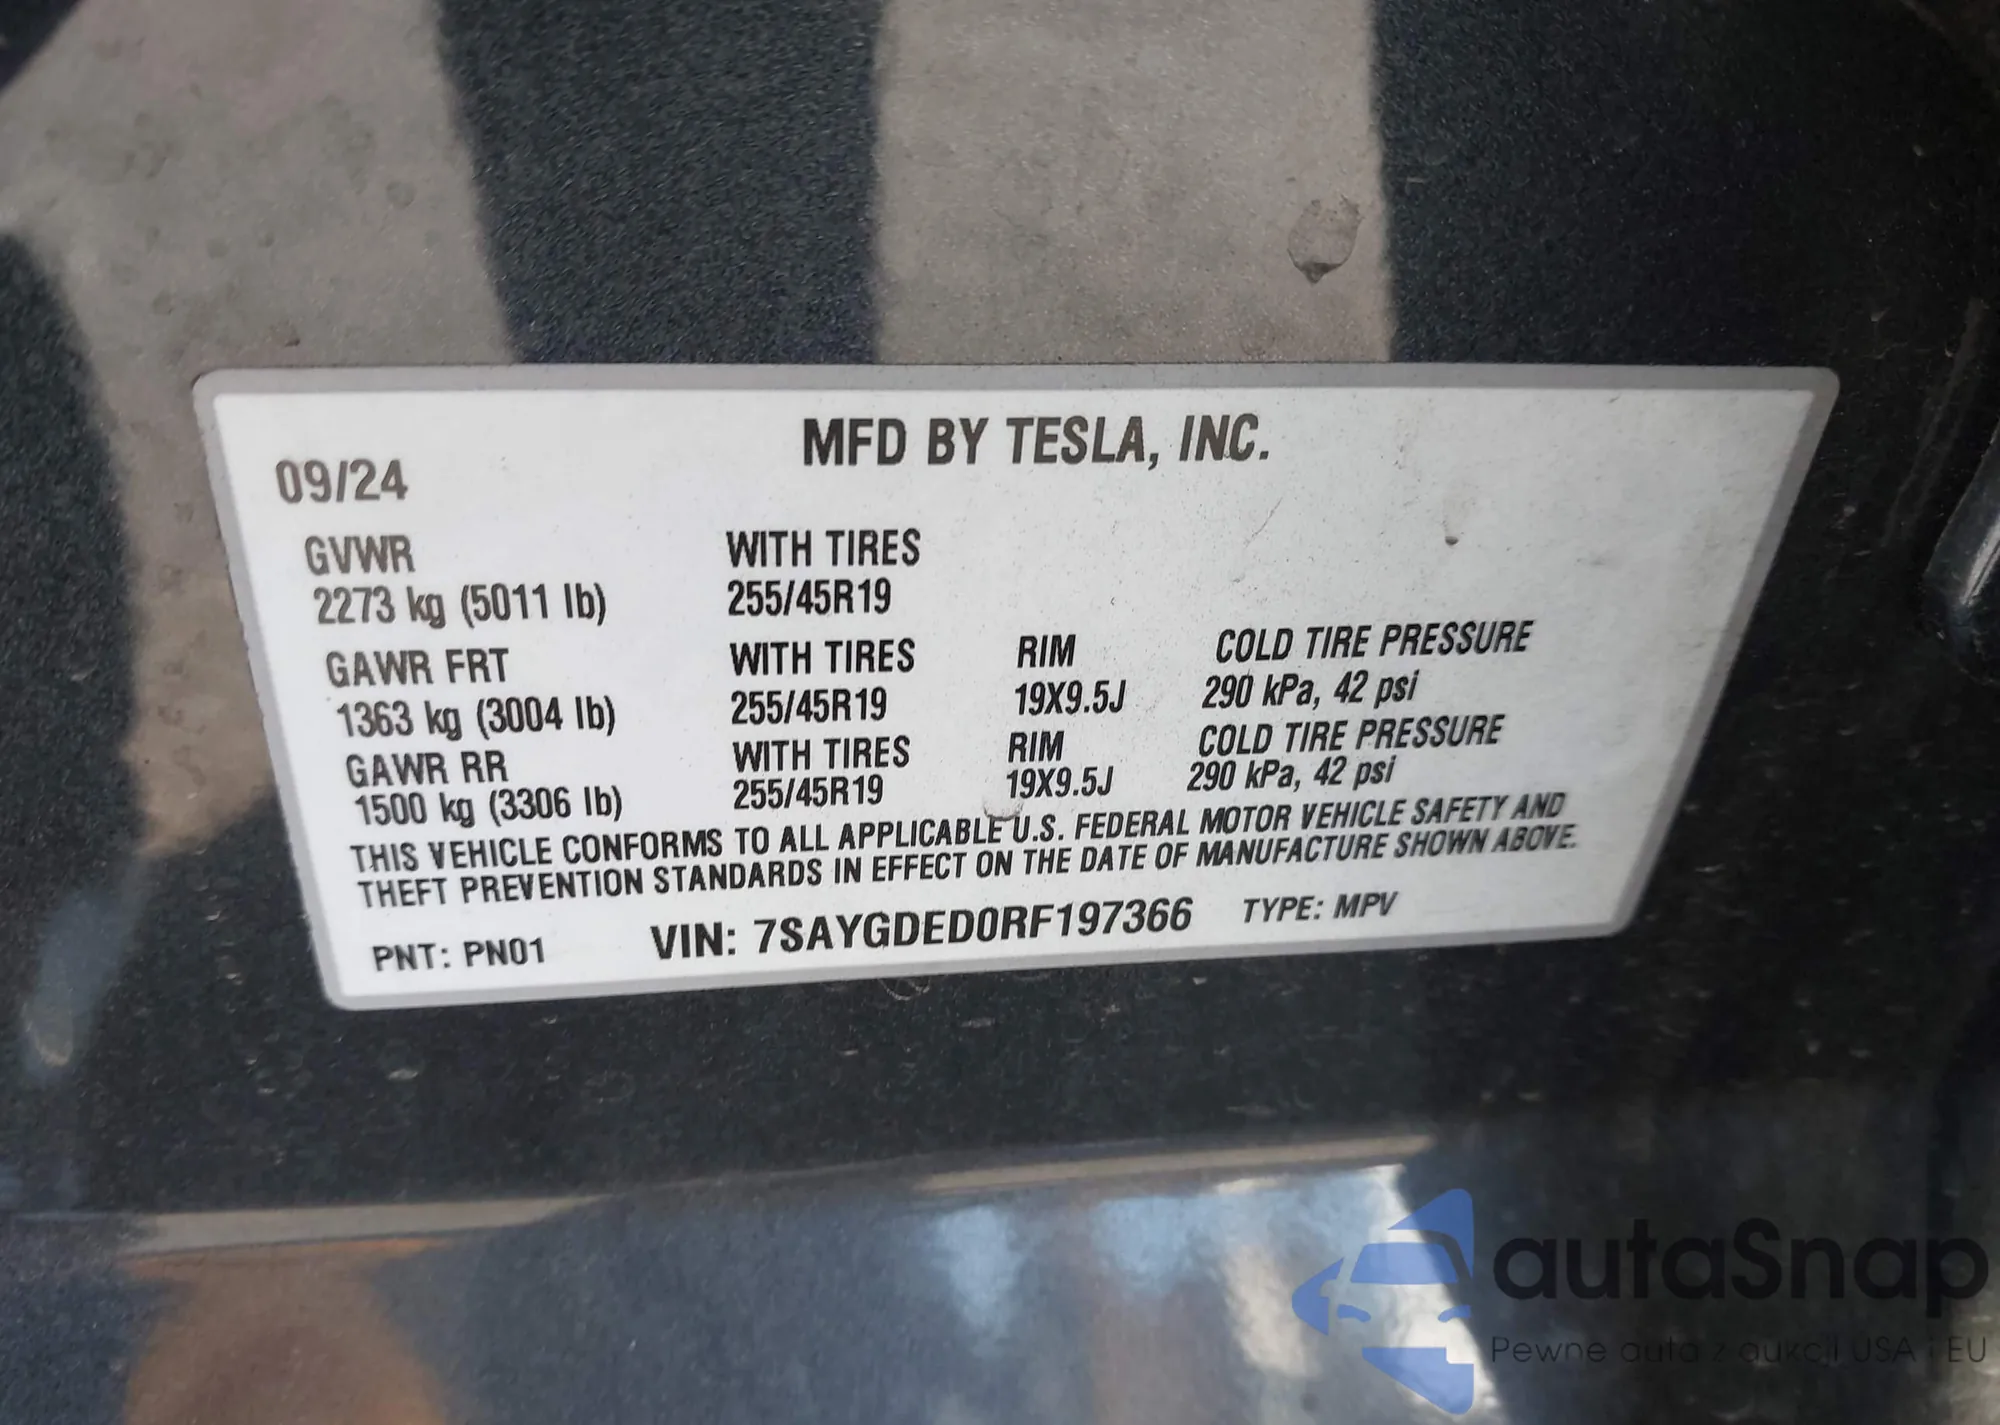 MFD BY TESLA, INC.
09/24
GVWR WITH TIRES
2273 kg (5011 lb) 255/45R19
GAWR FRT WITH TIRES RIM COLD TIRE PRESSURE
1363 kg (3004 lb) 255/45R19 19X9.5J 290 kPa, 42 psi
GAWR RR WITH TIRES RIM COLD TIRE PRESSURE
1500 kg (3306 lb) 255/45R19 19X9.5J 290 kPa, 42 psi
THIS VEHICLE CONFORMS TO ALL APPLICABLE U.S. FEDERAL MOTOR VEHICLE SAFETY AND
THEFT PREVENTION STANDARDS IN EFFECT ON THE DATE OF MANUFACTURE SHOWN ABOVE.
PNT: PN01 VIN: 7SAYGDED0RF197366 TYPE: MPV
autaSnap
Pewne auta z aukcji USA i EU